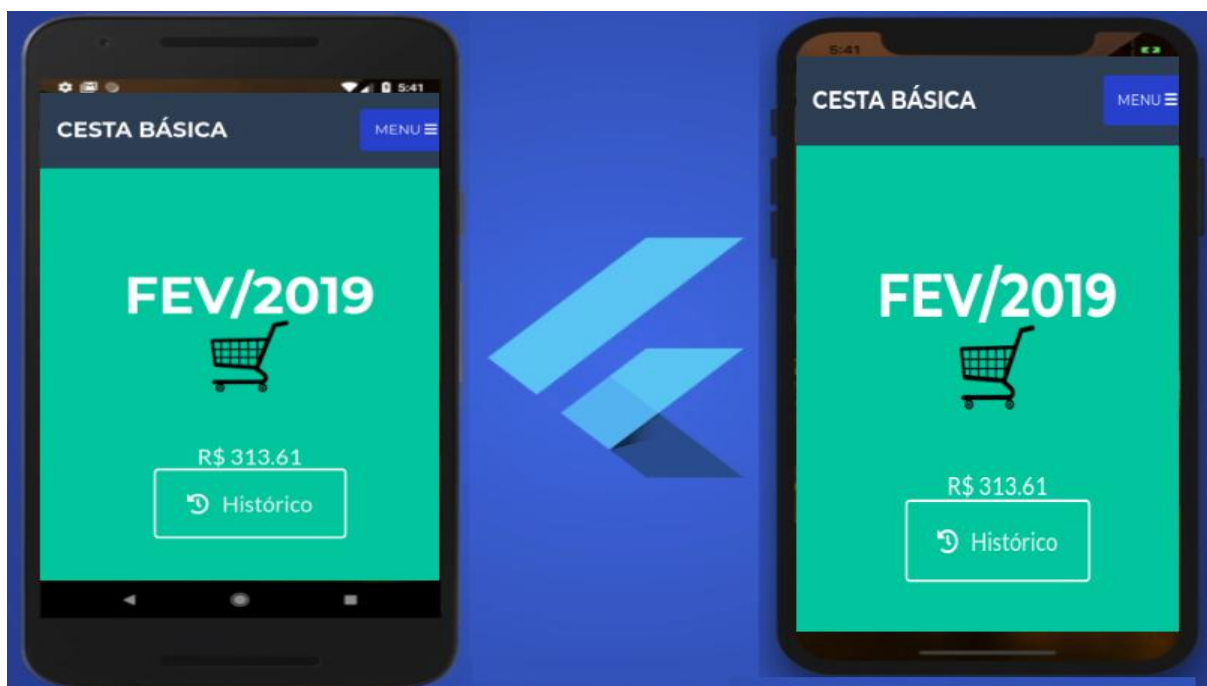 5:41
CESTA BÁSICA
MENU
FEV/2019
R$ 313.61
Histórico
5:41
CESTA BÁSICA
MENU
FEV/2019
R$ 313.61
Histórico